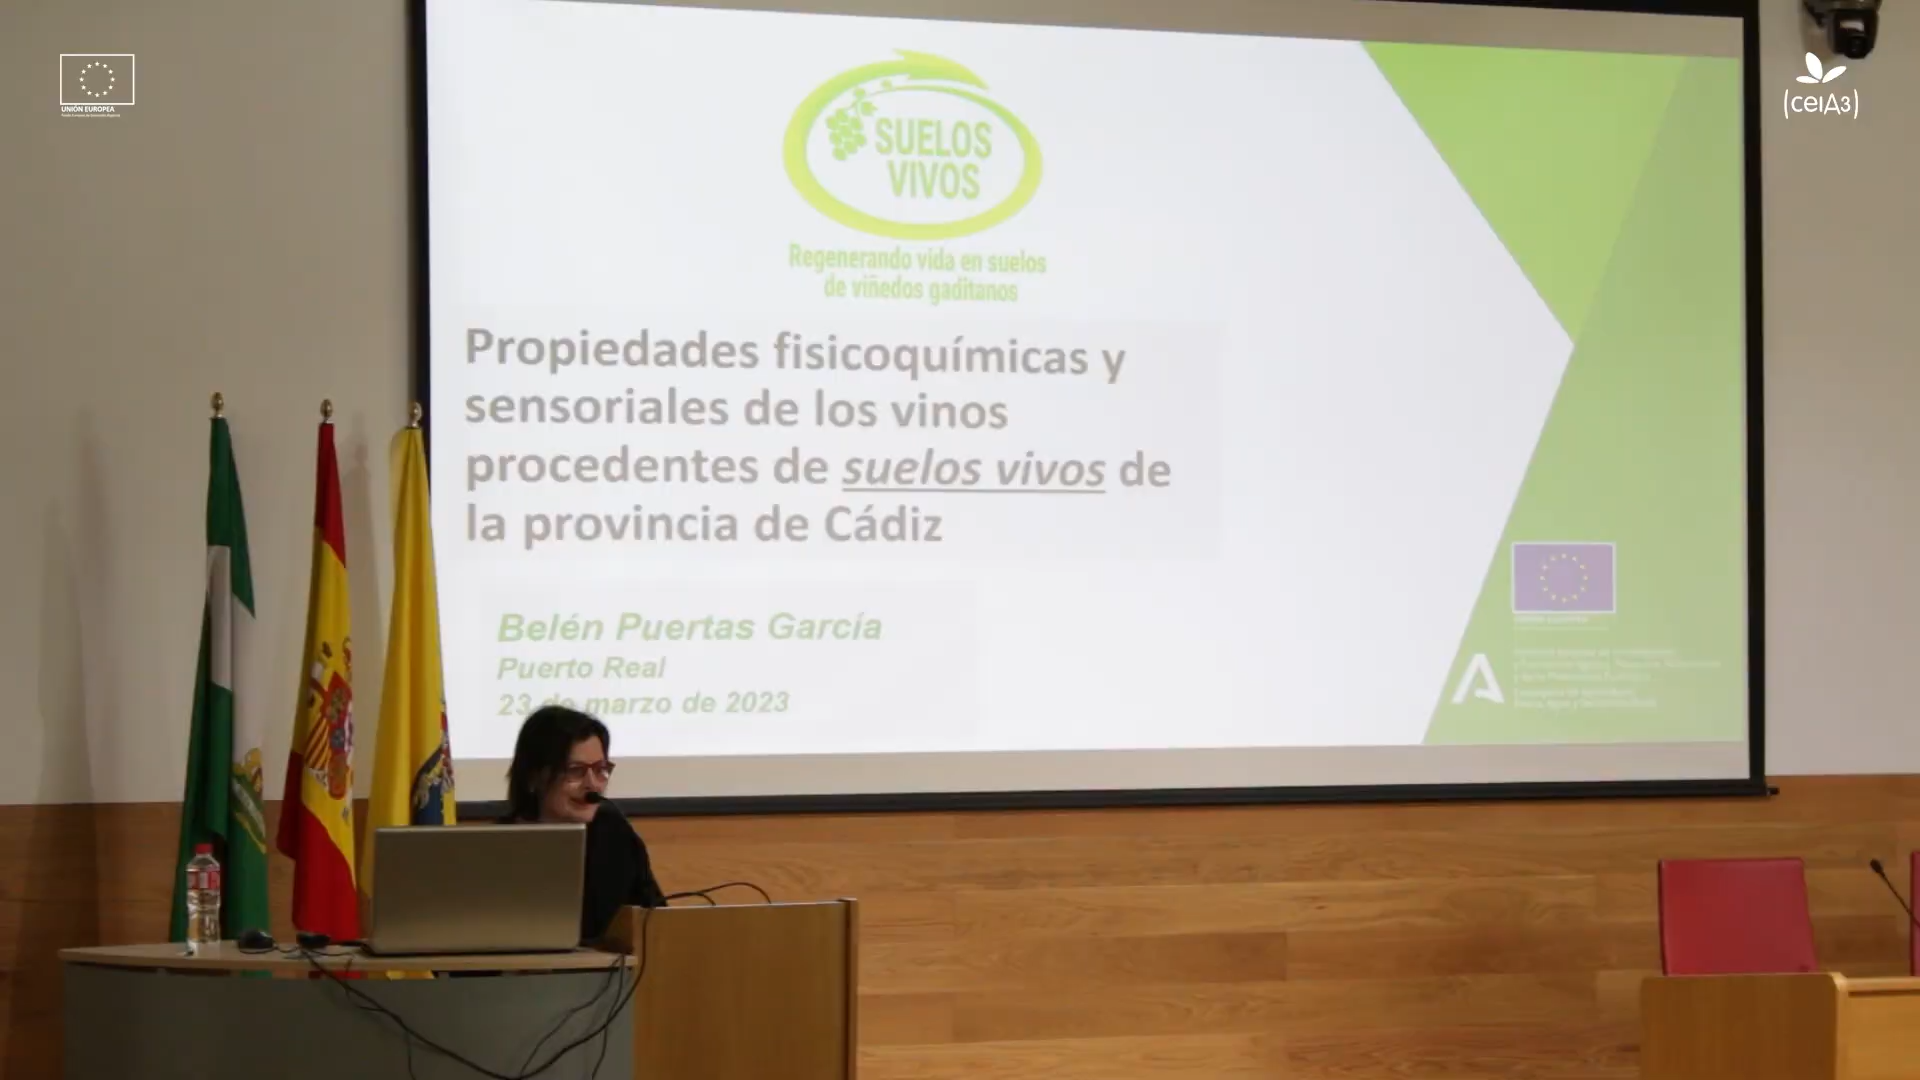 UNIÓN EUROPEA
(ceiA3)
SUELOS
VIVOS
Regenerando vida en suelos
de viñedos gaditanos
Propiedades fisicoquímicas y
sensoriales de los vinos
procedentes de suelos vivos de
la provincia de Cádiz
Belén Puertas García
Puerto Real
23 de marzo de 2023